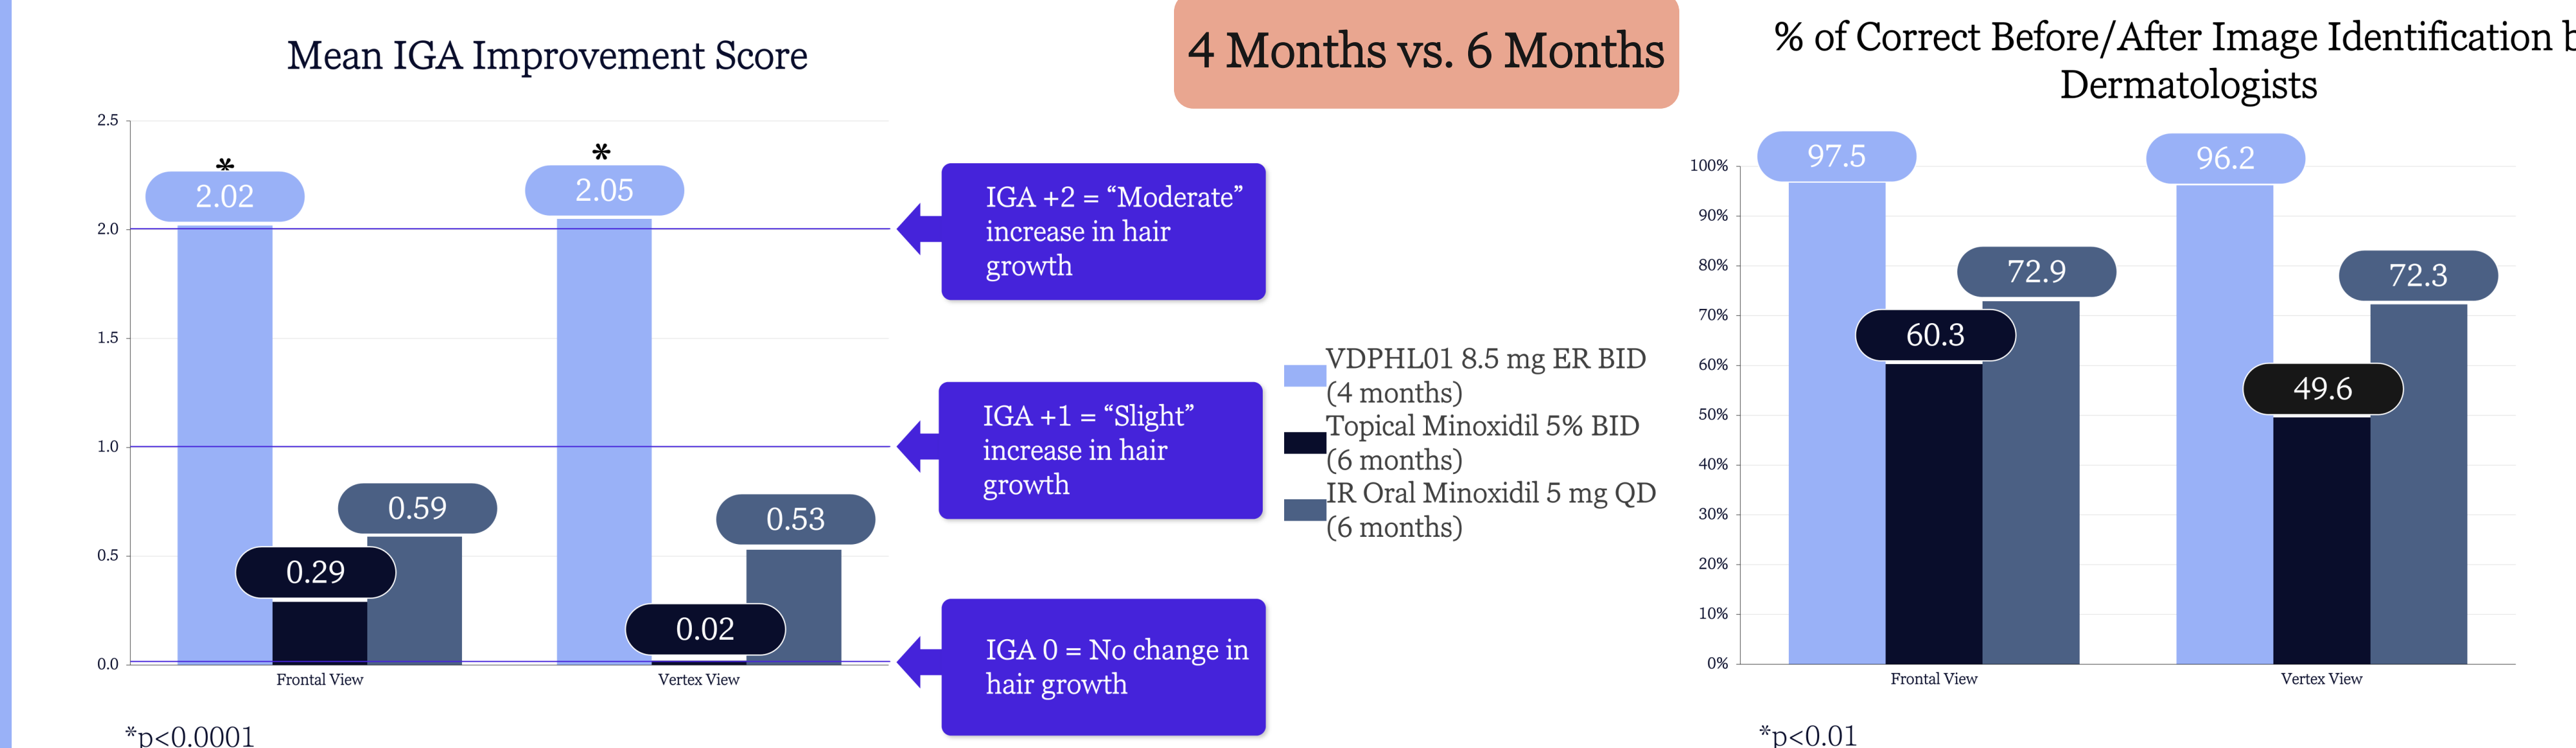 Mean IGA Improvement Score
2.5
2.0
1.5
1.0
0.5
0.0
*
2.02
*
2.05
0.29
0.59
0.02
0.53
Frontal View
Vertex View
*p<0.0001
4 Months vs. 6 Months
IGA +2 = “Moderate”
increase in hair
growth
IGA +1 = “Slight”
increase in hair
growth
IGA 0 = No change in
hair growth
VDPHL01 8.5 mg ER BID
(4 months)
Topical Minoxidil 5% BID
(6 months)
IR Oral Minoxidil 5 mg QD
(6 months)
% of Correct Before/After Image Identification
Dermatologists
100%
90%
80%
70%
60%
50%
40%
30%
20%
10%
0%
97.5
60.3
72.9
96.2
49.6
72.3
Frontal View
Vertex View
*p<0.01